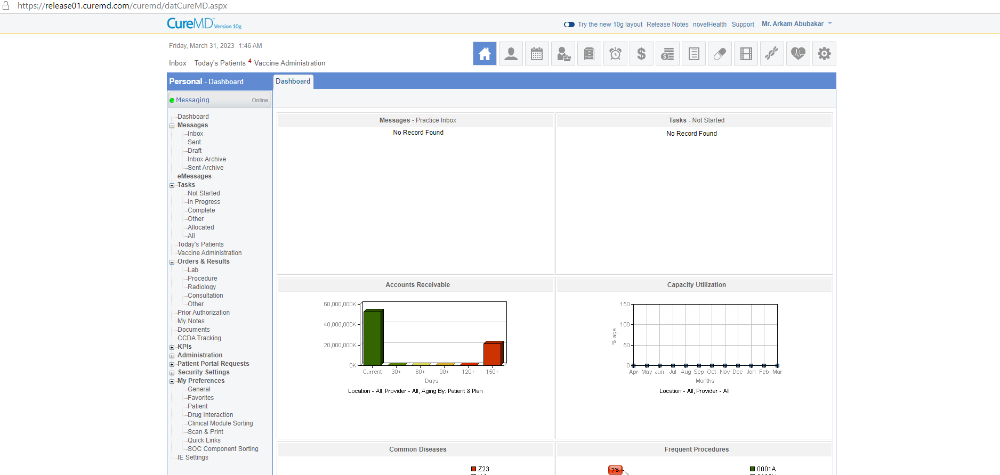 https://release01.curemd.com/curemd/datCureMD.aspx
CureMD Version 10g
Try the new 10g layout Release Notes novelHealth Support Mr. Arkam Abubakar
Friday, March 31, 2023 1:46 AM
Inbox Today's Patients 4 Vaccine Administration
Personal - Dashboard
Dashboard
Messaging Online
Dashboard
Messages
Inbox
Sent
Draft
Inbox Archive
Sent Archive
eMessages
Tasks
Not Started
In Progress
Complete
Other
Allocated
All
Today's Patients
Vaccine Administration
Orders & Results
Lab
Procedure
Radiology
Consultation
Other
Prior Authorization
My Notes
Documents
CCDA Tracking
KPIs
Administration
Patient Portal Requests
Security Settings
My Preferences
General
Favorites
Patient
Drug Interaction
Clinical Module Sorting
Scan & Print
Quick Links
SOC Component Sorting
IE Settings
Messages - Practice Inbox
No Record Found
Tasks - Not Started
No Record Found
Accounts Receivable
60,000,000K
40,000,000K
20,000,000K
0K
Current 30+ 60+ 90+ 120+ 150+
Days
Location - All, Provider - All, Aging By: Patient & Plan
Capacity Utilization
% age
150
100
50
0
Apr May Jun Jul Aug Sep Oct Nov Dec Jan Feb Mar
Months
Location - All, Provider - All
Common Diseases
Z23
Frequent Procedures
2%
0001A